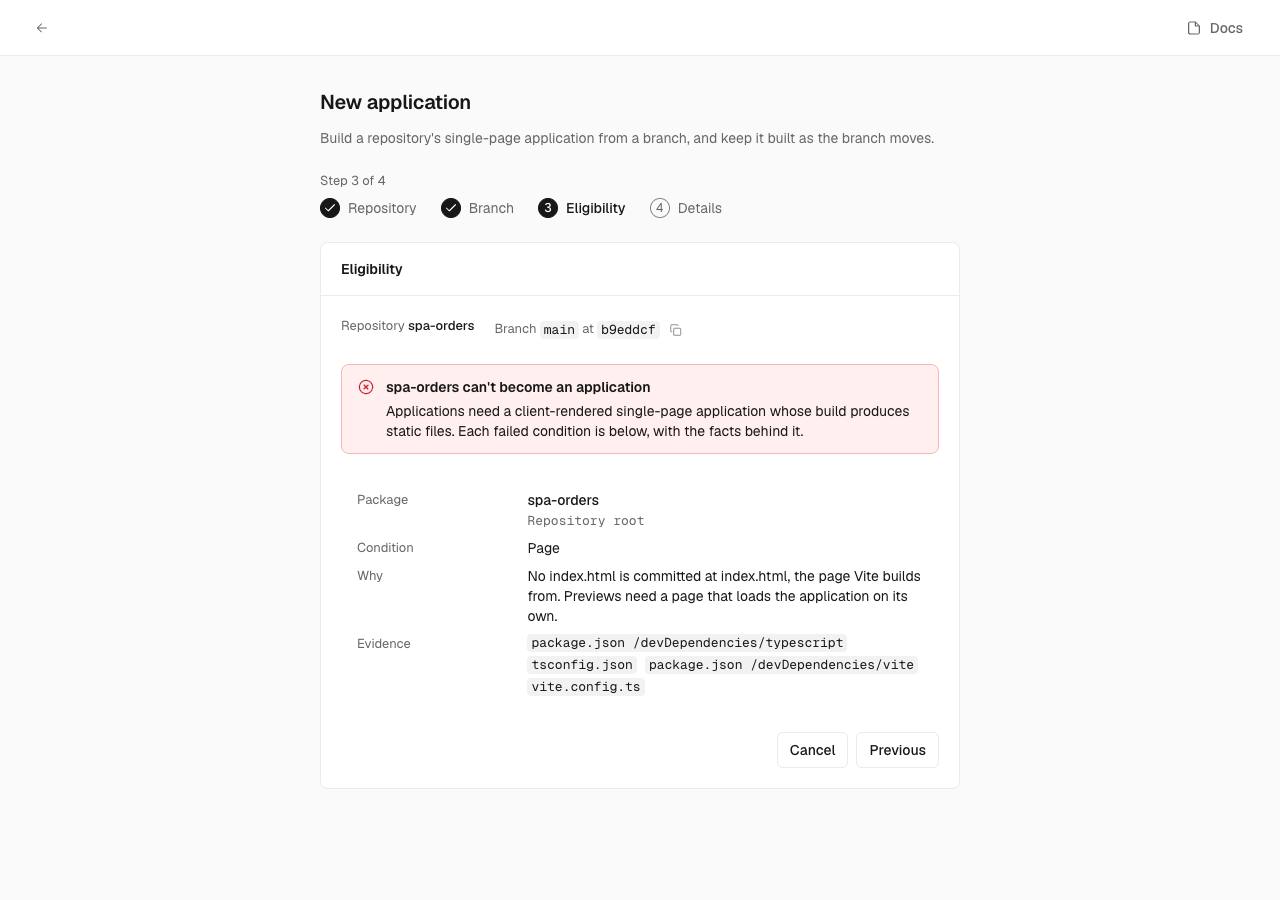 Docs
New application
Build a repository's single-page application from a branch, and keep it built as the branch moves.
Step 3 of 4
Repository
Branch
3 Eligibility
4 Details
Eligibility
Repository spa-orders Branch main at b9eddcf
spa-orders can't become an application
Applications need a client-rendered single-page application whose build produces
static files. Each failed condition is below, with the facts behind it.
Package
spa-orders
Repository root
Condition
Page
Why
No index.html is committed at index.html, the page Vite builds
from. Previews need a page that loads the application on its
own.
Evidence
package.json /devDependencies/typescript
tsconfig.json package.json /devDependencies/vite
vite.config.ts
Cancel
Previous